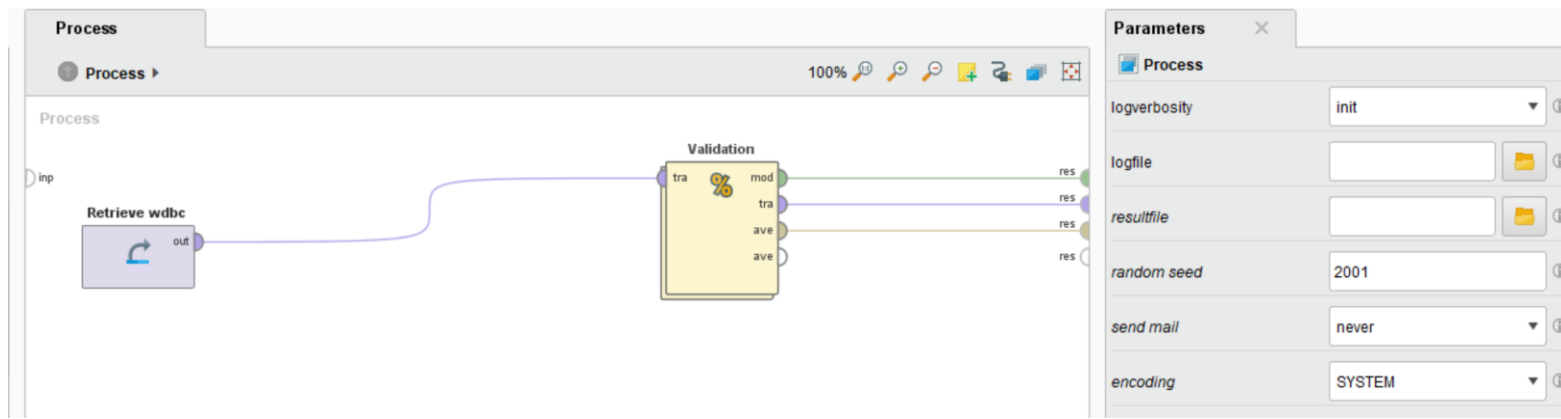 Process
Process
100%
Process
inp
Retrieve wdbc
out
Validation
tra
mod
tra
ave
ave
res
res
res
res
Parameters
Process
logverbosity
init
logfile
resultfile
random seed
2001
send mail
never
encoding
SYSTEM